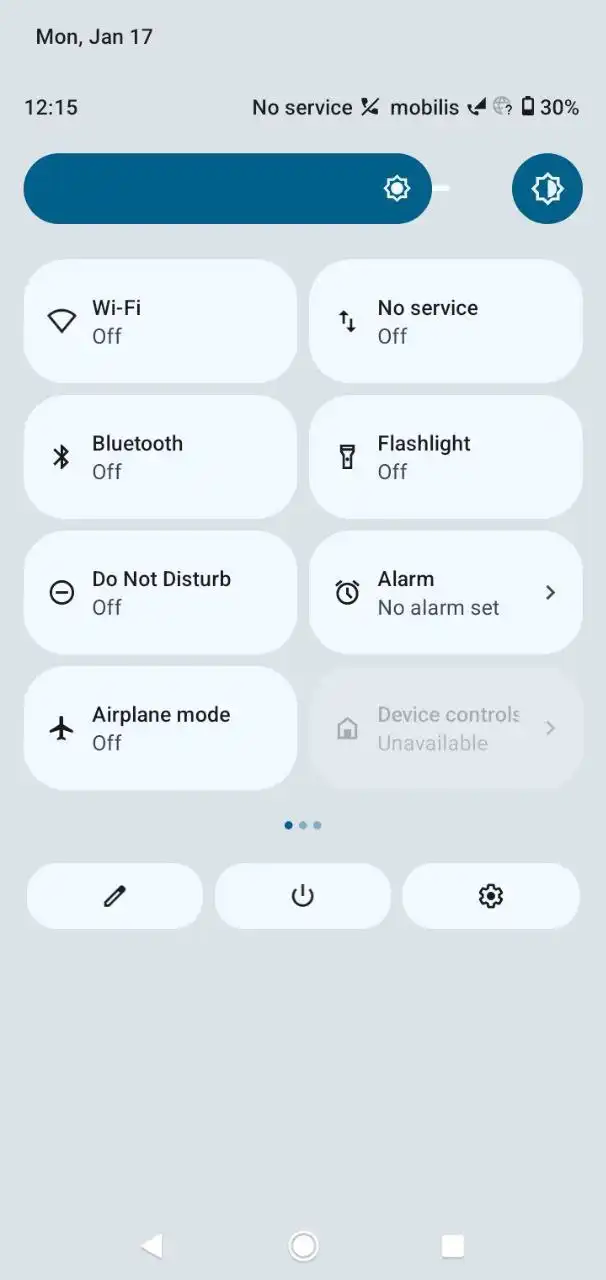 Mon, Jan 17
12:15 No service mobilis ? 30%
Wi-Fi
Off
No service
Off
Bluetooth
Off
Flashlight
Off
Do Not Disturb
Off
Alarm
No alarm set
Airplane mode
Off
Device controls
Unavailable